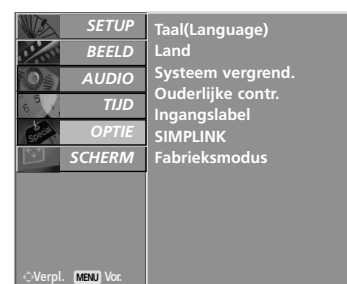 SETUP
BEELD
AUDIO
TIJD
OPTIE
SCHERM
Taal(Language)
Land
Systeem vergrend.
Ouderlijke contr.
Ingangslabel
SIMPLINK
Fabrieksmodus
Special
Verpl. MENU Vor.